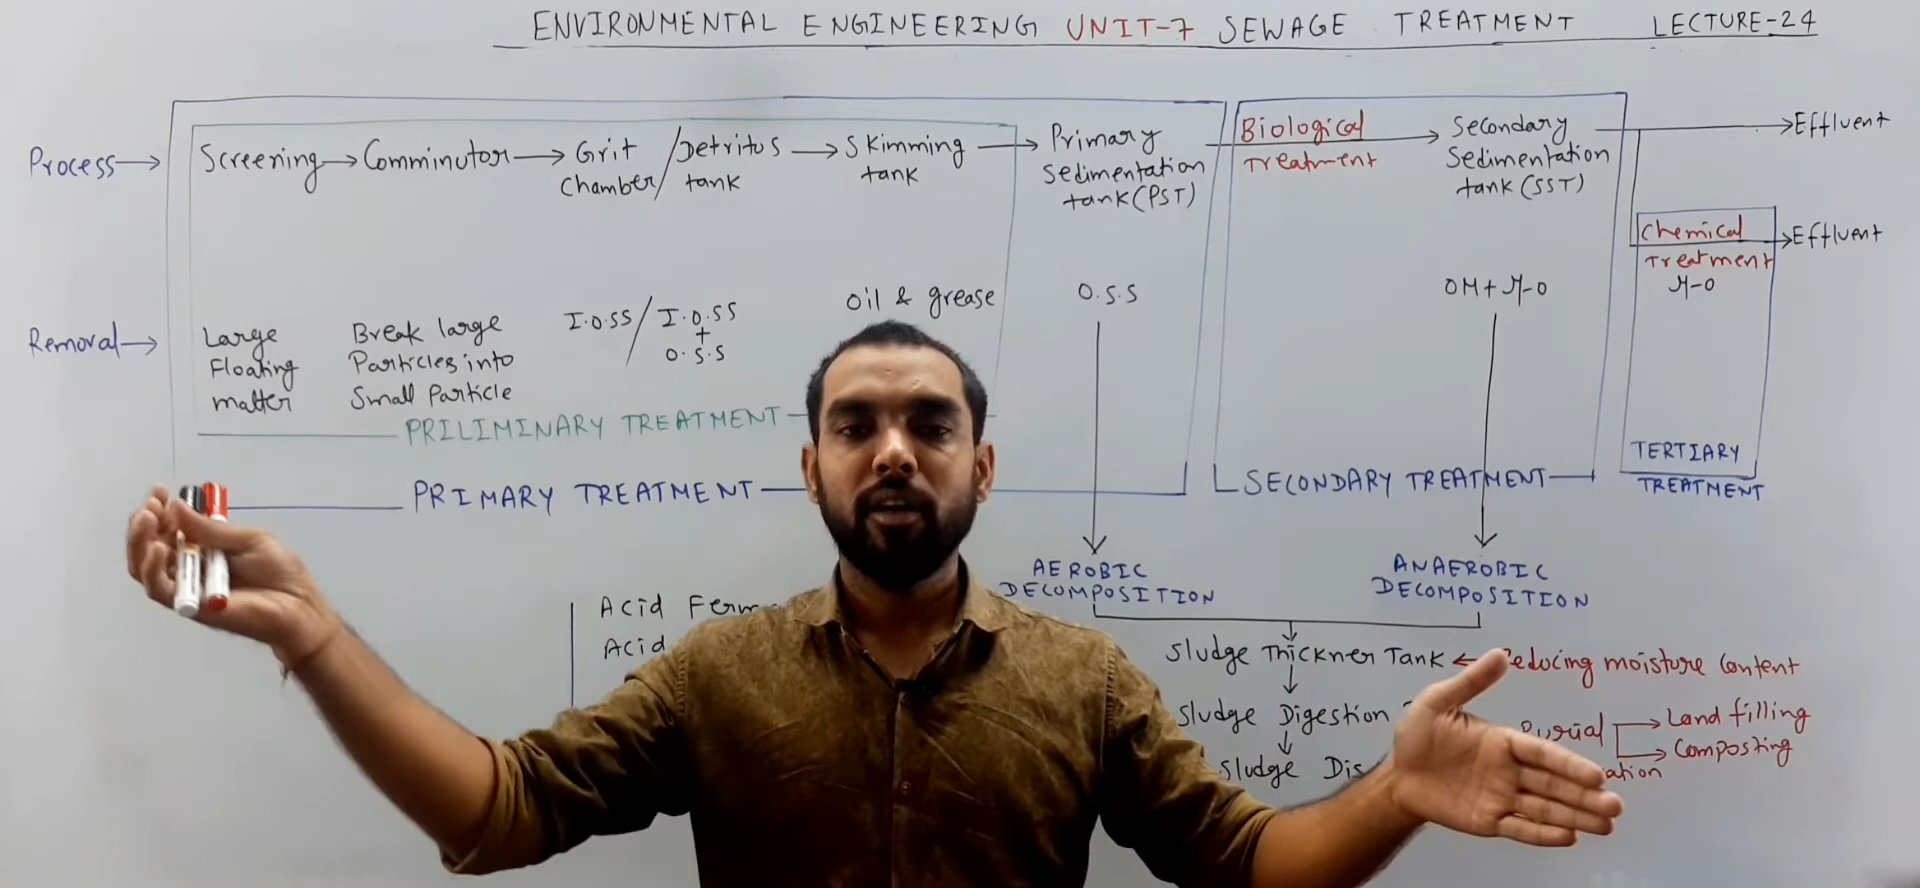 ENVIRONMENTAL ENGINEERING UNIT-7 SEWAGE TREATMENT LECTURE-24
Process→
Screening→Comminutor→Grit chamber/Detritus tank→Skimming tank→Primary sedimentation tank(PST)
Biological Treatment→Secondary Sedimentation tank(SST)→Effluent
Chemical Treatment→Effluent
Removal→
Large Floating matter
Break large Particles into Small Particle
I.O.SS/I.O.SS + O.S.S
Oil & grease
O.S.S
OM+M-O
M-O
PRILIMINARY TREATMENT
PRIMARY TREATMENT
SECONDARY TREATMENT
TERTIARY TREATMENT
AEROBIC DECOMPOSITION
ANAEROBIC DECOMPOSITION
Acid
Acid
Sludge Thickner Tank← Reducing moisture content
Sludge Digestion
Sludge
Burial
→Land filling
→Composting